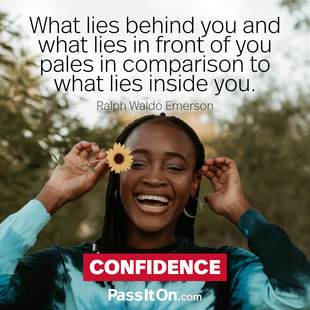 What lies behind you and
what lies in front of you
pales in comparison to
what lies inside you.
Ralph Waldo Emerson
CONFIDENCE
PassItOn.com